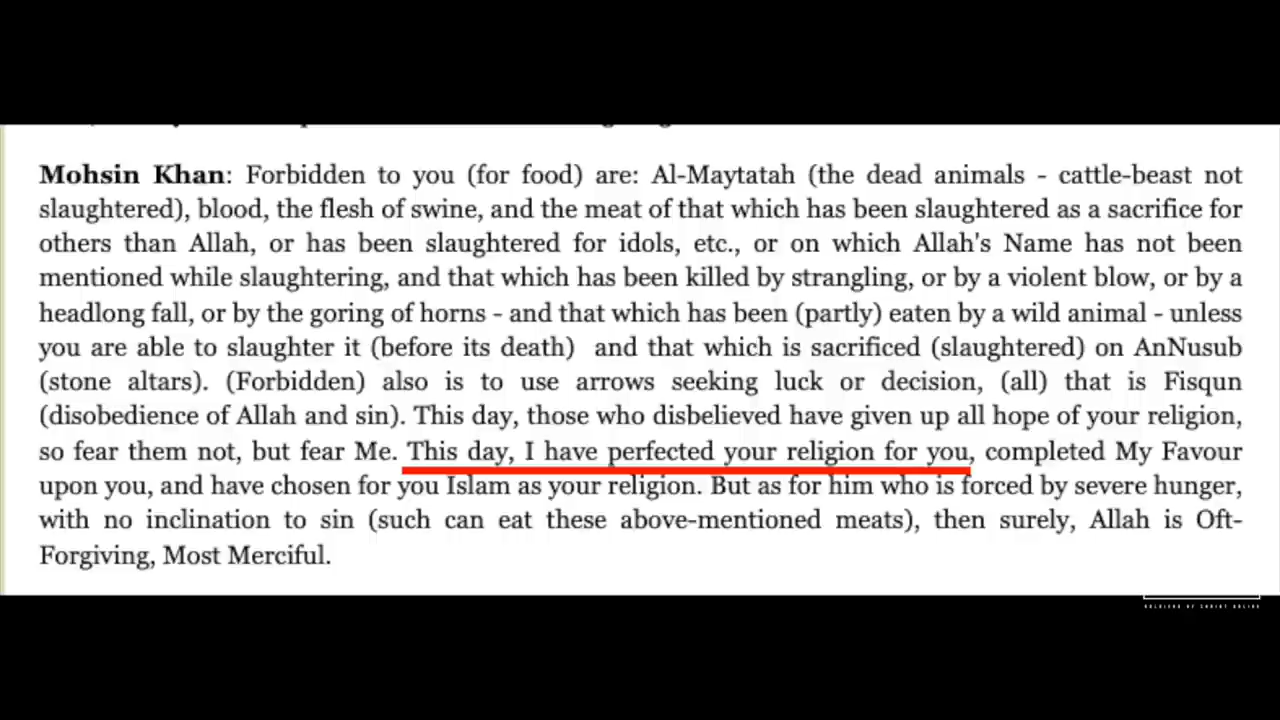 Mohsin Khan: Forbidden to you (for food) are: Al-Maytatah (the dead animals - cattle-beast not
slaughtered), blood, the flesh of swine, and the meat of that which has been slaughtered as a sacrifice for
others than Allah, or has been slaughtered for idols, etc., or on which Allah's Name has not been
mentioned while slaughtering, and that which has been killed by strangling, or by a violent blow, or by a
headlong fall, or by the goring of horns - and that which has been (partly) eaten by a wild animal - unless
you are able to slaughter it (before its death) and that which is sacrificed (slaughtered) on AnNusub
(stone altars). (Forbidden) also is to use arrows seeking luck or decision, (all) that is Fisqun
(disobedience of Allah and sin). This day, those who disbelieved have given up all hope of your religion,
so fear them not, but fear Me. This day, I have perfected your religion for you, completed My Favour
upon you, and have chosen for you Islam as your religion. But as for him who is forced by severe hunger,
with no inclination to sin (such can eat these above-mentioned meats), then surely, Allah is Oft-
Forgiving, Most Merciful.
SOLDIERS OF CHRIST ONLINE